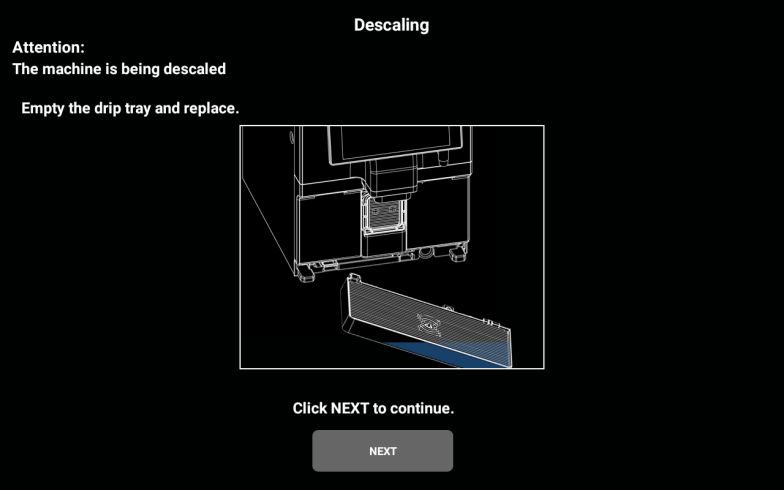 Descaling
Attention:
The machine is being descaled
Empty the drip tray and replace.
Click NEXT to continue.
NEXT